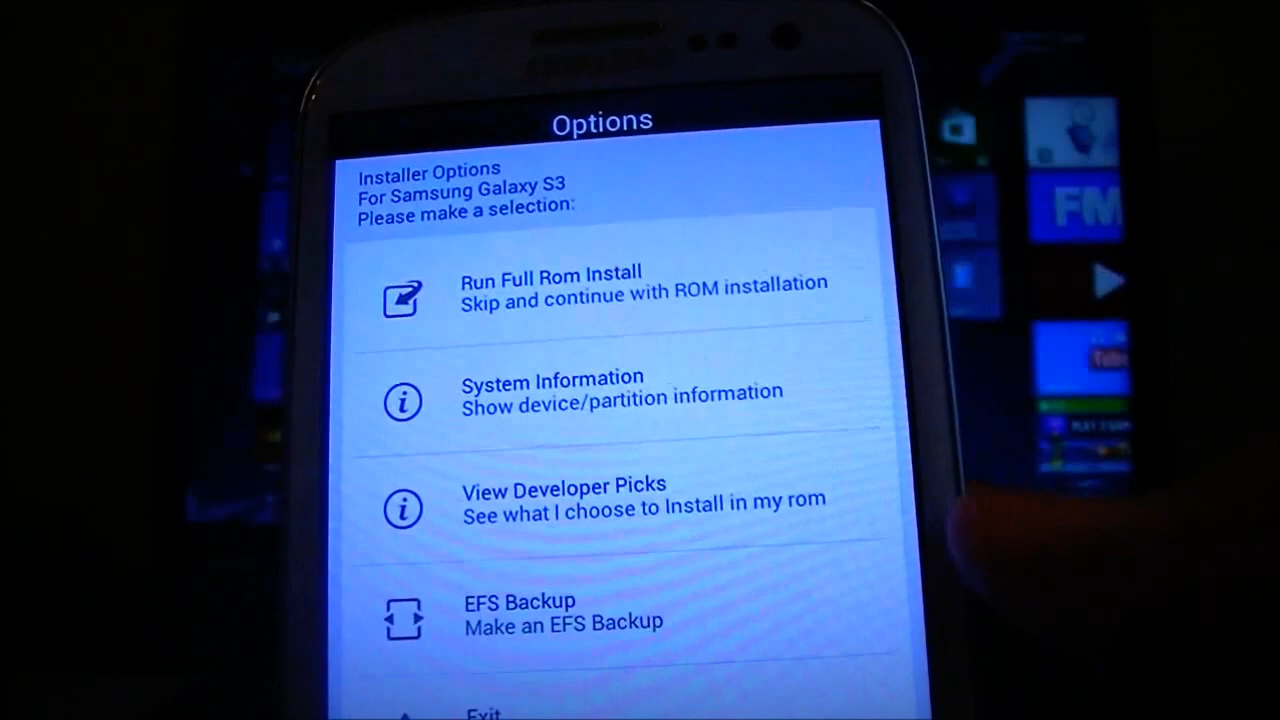 SAMSUNG
Options
Installer Options
For Samsung Galaxy S3
Please make a selection:
Run Full Rom Install
Skip and continue with ROM installation
System Information
Show device/partition information
View Developer Picks
See what I choose to Install in my rom
EFS Backup
Make an EFS Backup
Exit
FM